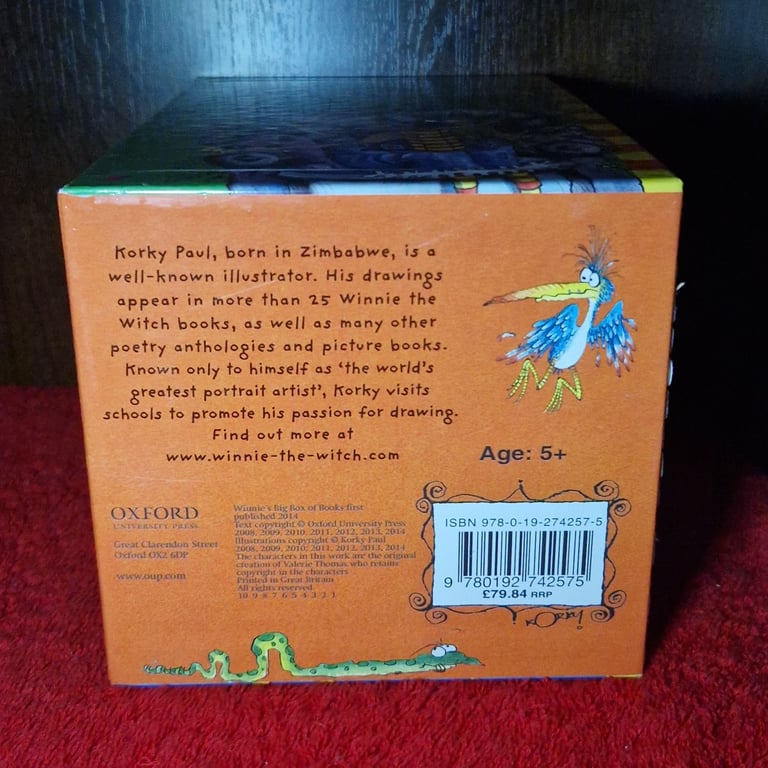 Korky Paul, born in Zimbabwe, is a
well-known illustrator. His drawings
appear in more than 25 Winnie the
Witch books, as well as many other
poetry anthologies and picture books.
Known only to himself as ‘the world's
greatest portrait artist’, Korky visits
schools to promote his passion for drawing.
Find out more at
www.winnie-the-witch.com
Age: 5+
OXFORD
UNIVERSITY PRESS
Great Clarendon Street
Oxford OX2 6DP
www.oup.com
Winnie's Big Box of Books first
published 2014
Text copyright © Oxford University Press
2008, 2009, 2010, 2011, 2012, 2013, 2014
Illustrations copyright © Korky Paul
2008, 2009, 2010, 2011, 2012, 2013, 2014
The characters in this work are the original
creation of Valerie Thomas who retains
copyright in the characters
Printed in Great Britain
All rights reserved
10 9 8 7 6 5 4 3 2 1
ISBN 978-0-19-274257-5
9 780192 742575
£79.84 RRP
Korky!